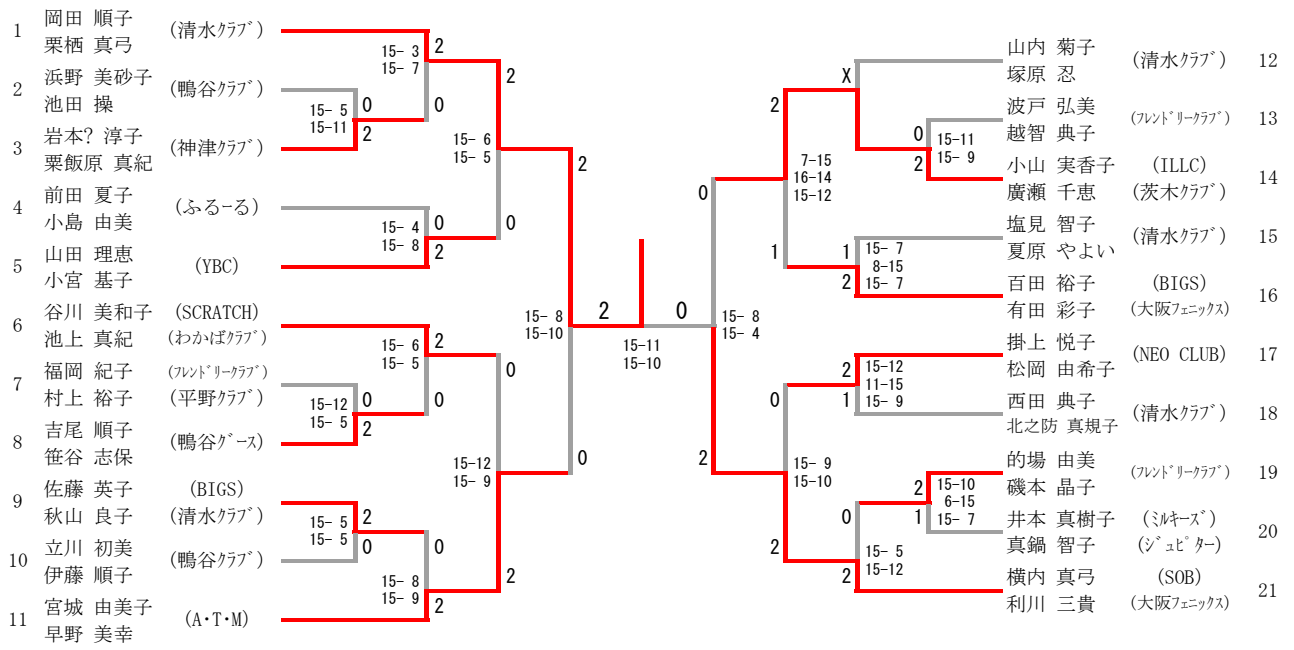 1
岡田 順子
栗栖 真弓
(清水ｸﾗﾌﾞ)
2
浜野 美砂子
池田 操
(鴨谷ｸﾗﾌﾞ)
3
岩本? 淳子
粟飯原 真紀
(神津ｸﾗﾌﾞ)
4
前田 夏子
小島 由美
(ふるｰる)
5
山田 理恵
小宮 基子
(YBC)
6
谷川 美和子
池上 真紀
(SCRATCH)
(わかばｸﾗﾌﾞ)
7
福岡 紀子
村上 裕子
(ﾌﾚﾝﾄﾞﾘｰｸﾗﾌﾞ)
(平野ｸﾗﾌﾞ)
8
吉尾 順子
笹谷 志保
(鴨谷ｸﾞｰｽ)
9
佐藤 英子
秋山 良子
(BIGS)
(清水ｸﾗﾌﾞ)
10
立川 初美
伊藤 順子
(鴨谷ｸﾗﾌﾞ)
11
宮城 由美子
早野 美幸
(A･T･M)
15- 3
15- 7
2
0
15- 5
15-11
0
2
15- 6
15- 5
2
0
15- 4
15- 8
0
2
15- 6
15- 5
2
0
15-12
15- 5
0
2
15-12
15- 9
0
2
15- 5
15- 5
2
0
15- 8
15- 9
0
2
15- 8
15-10
2
0
2
0
15-11
15-10
15- 8
15- 4
0
2
7-15
16-14
15-12
2
1
X
15-11
15- 9
0
2
15- 7
8-15
15- 7
1
2
15- 9
15-10
0
2
15-12
11-15
15- 9
2
1
15- 5
15-12
0
2
15-10
6-15
15- 7
2
1
山内 菊子
塚原 忍
(清水ｸﾗﾌﾞ)
12
波戸 弘美
越智 典子
(ﾌﾚﾝﾄﾞﾘｰｸﾗﾌﾞ)
13
小山 実香子
廣瀬 千恵
(ILLC)
(茨木ｸﾗﾌﾞ)
14
塩見 智子
夏原 やよい
(清水ｸﾗﾌﾞ)
15
百田 裕子
有田 彩子
(BIGS)
(大阪ﾌｪﾆｯｸｽ)
16
掛上 悦子
松岡 由希子
(NEO CLUB)
17
西田 典子
北之防 真規子
(清水ｸﾗﾌﾞ)
18
的場 由美
磯本 晶子
(ﾌﾚﾝﾄﾞﾘｰｸﾗﾌﾞ)
19
井本 真樹子
真鍋 智子
(ﾐﾙｷｰｽﾞ)
(ｼﾞｭﾋﾟﾀｰ)
20
横内 真弓
利川 三貴
(SOB)
(大阪ﾌｪﾆｯｸｽ)
21